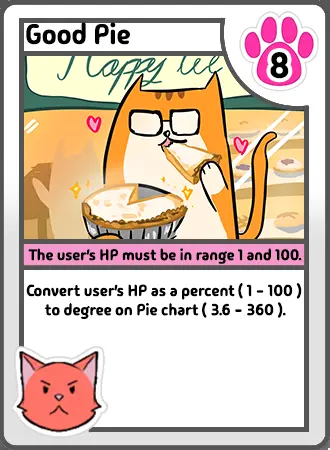 Good Pie
8
Happy
The user's HP must be in range 1 and 100.
Convert user's HP as a percent ( 1 - 100 )
to degree on Pie chart ( 3.6 - 360 ).